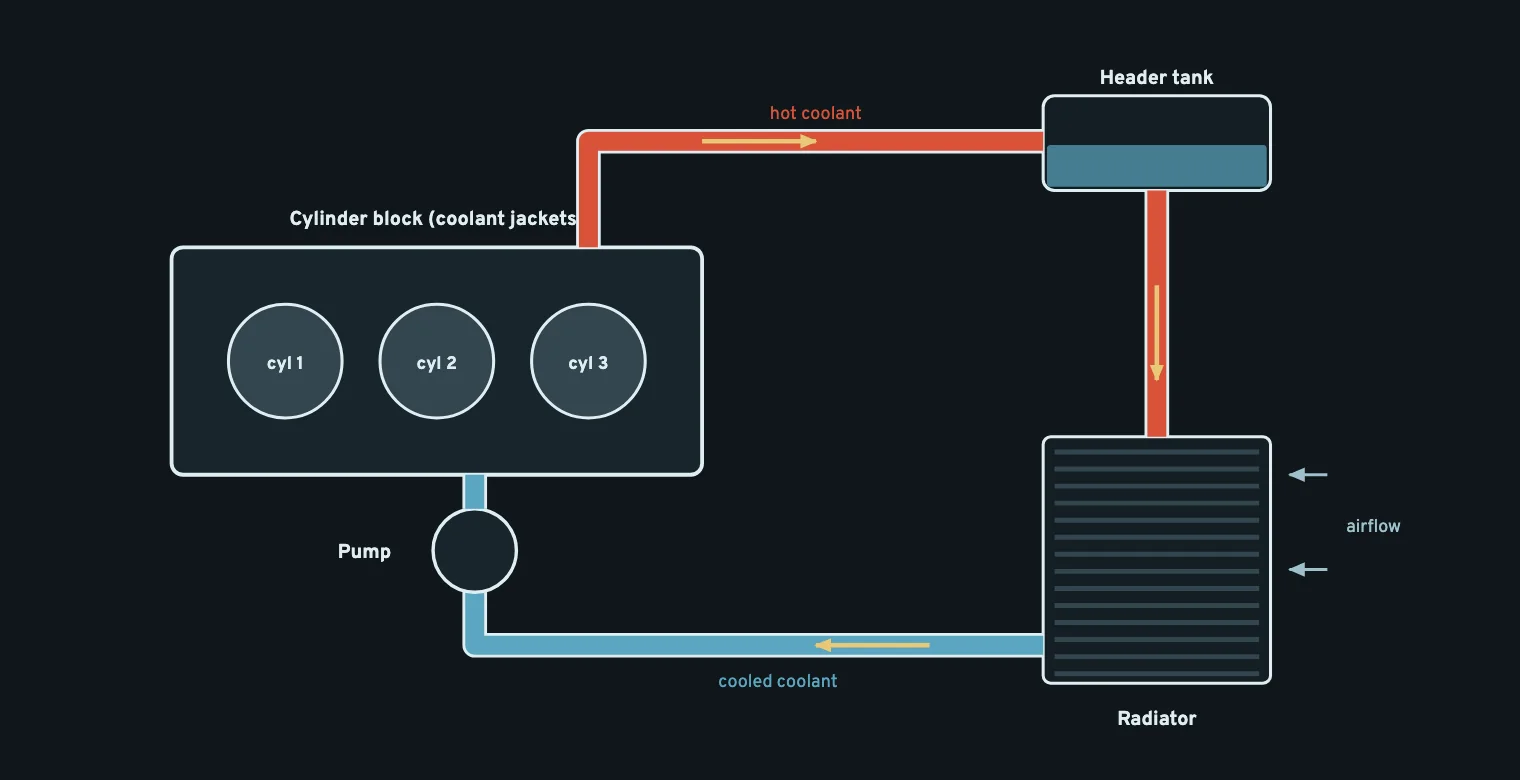 Header tank
hot coolant
Cylinder block (coolant jackets
cyl 1
cyl 2
cyl 3
airflow
Pump
cooled coolant
Radiator